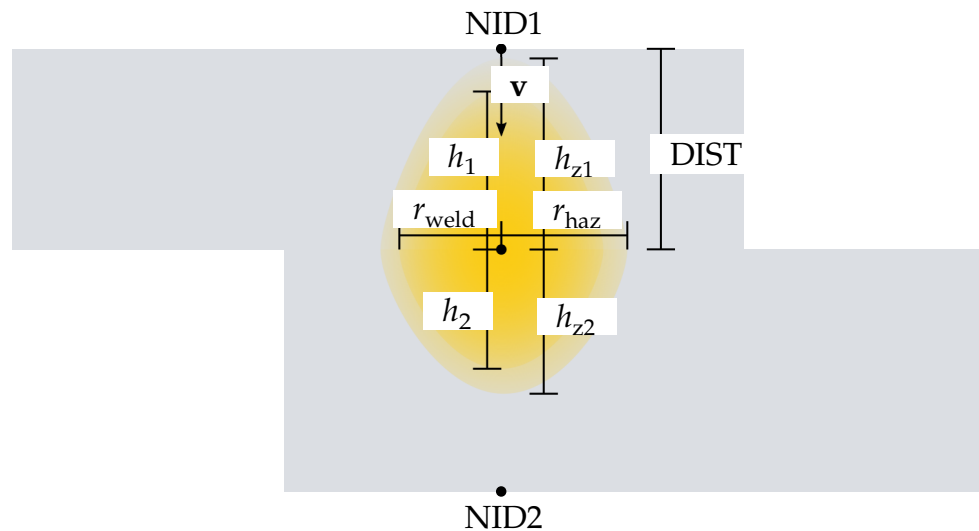 NID1
v
h1
hz1
DIST
rweld
rhaz
h2
hz2
NID2